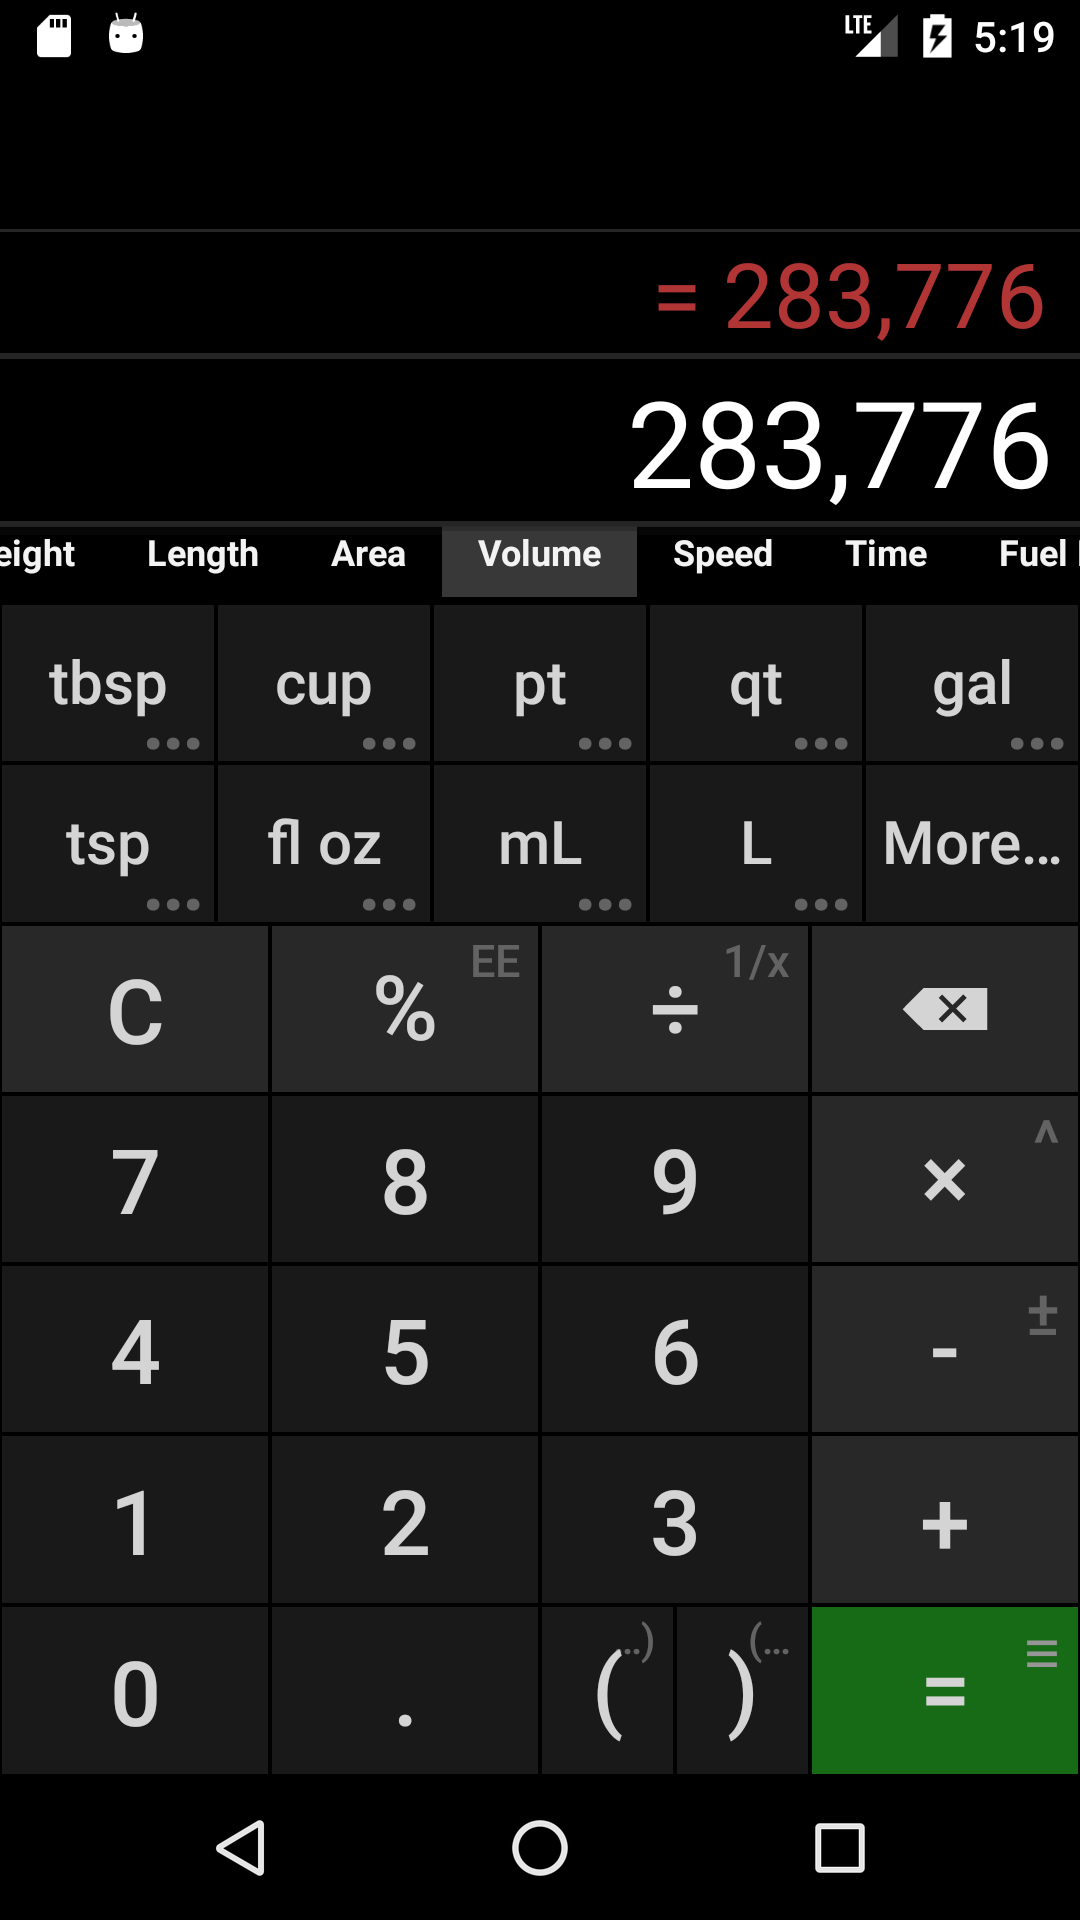 LTE 5:19
= 283,776
283,776
eight Length Area Volume Speed Time Fuel
tbsp cup pt qt gal
tsp fl oz mL L More...
C % EE ÷ 1/x
7 8 9 × ^
4 5 6 - ±
1 2 3 +
0 . ( ..) ) (... =